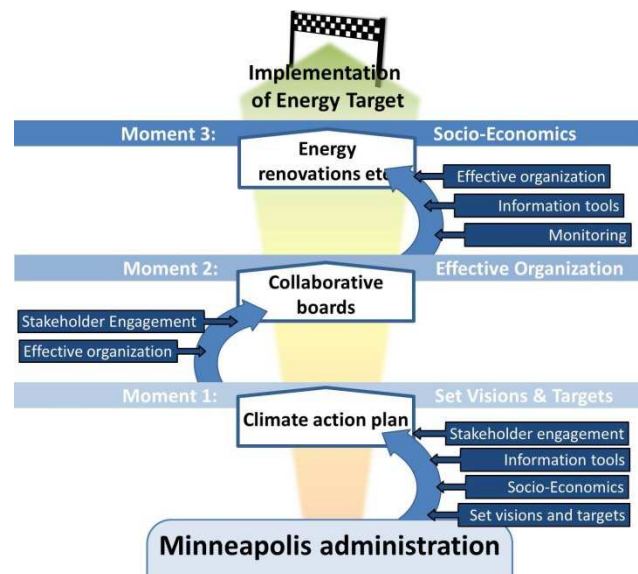 Implementation
of Energy Target
Moment 3:
Socio-Economics
Energy
renovations etc
Effective organization
Information tools
Monitoring
Moment 2:
Effective Organization
Collaborative
boards
Stakeholder Engagement
Effective organization
Moment 1:
Set Visions & Targets
Climate action plan
Stakeholder engagement
Information tools
Socio-Economics
Set visions and targets
Minneapolis administration